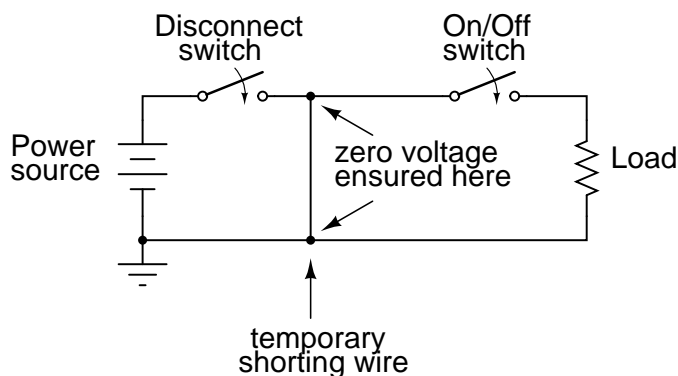 Disconnect
switch
On/Off
switch
Power
source
zero voltage
ensured here
Load
temporary
shorting wire